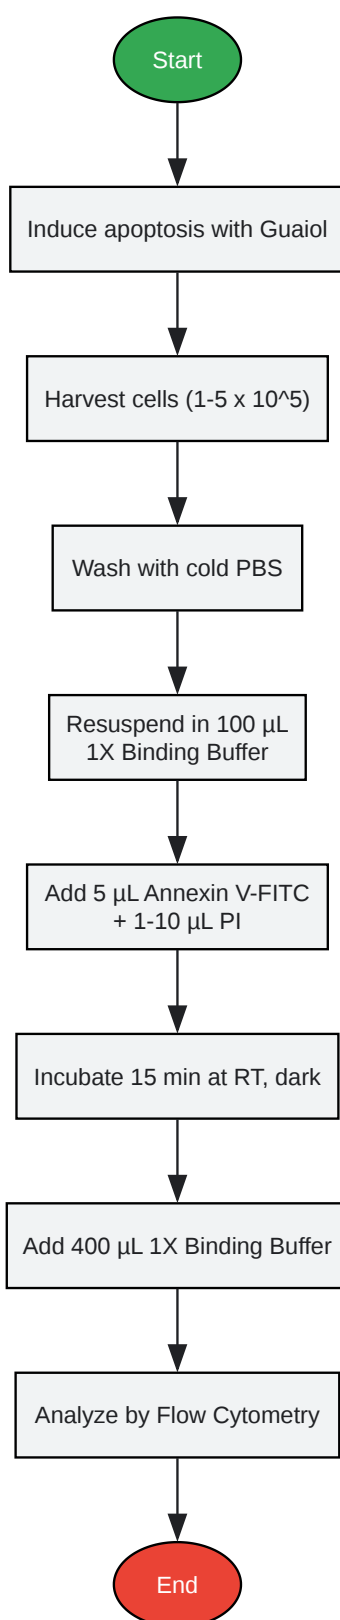 Start
Induce apoptosis with Guaiol
Harvest cells (1-5 x 10^5)
Wash with cold PBS
Resuspend in 100 µL
1X Binding Buffer
Add 5 µL Annexin V-FITC
+ 1-10 µL PI
Incubate 15 min at RT, dark
Add 400 µL 1X Binding Buffer
Analyze by Flow Cytometry
End